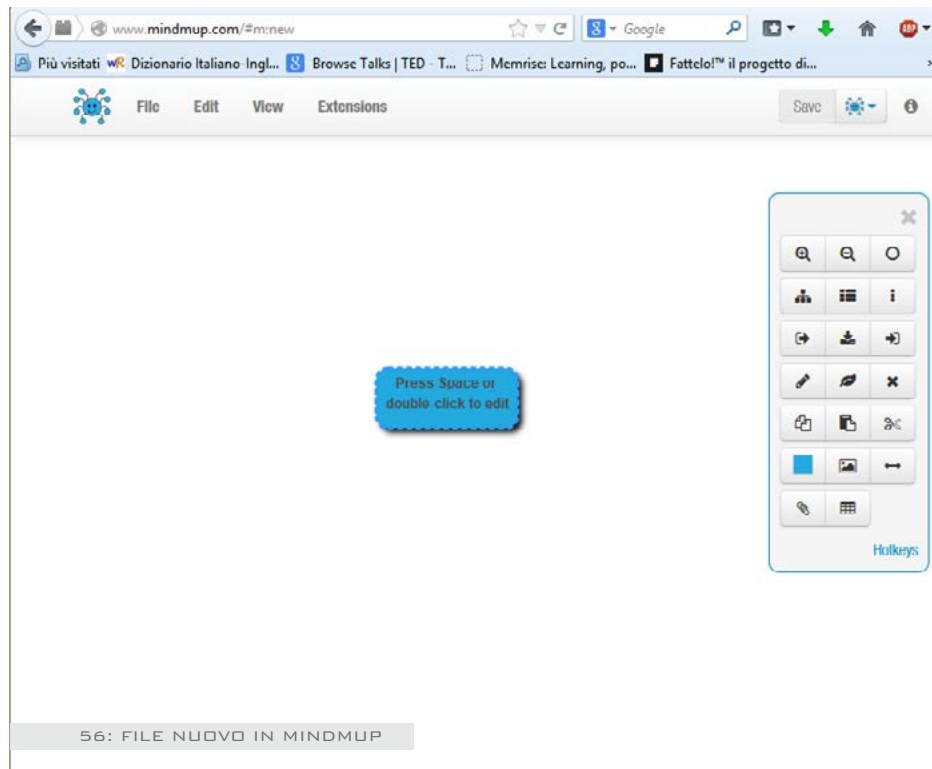 www.mindmup.com/#m:new
Google
Più visitati Dizionario Italiano-Ingl... Browse Talks | TED - T... Memrise: Learning, po... Fattelo!™ il progetto di...
File Edit View Extensions Save
Press Space or
double-click to edit
Hotkeys
56: FILE NUOVO IN MINDMUP